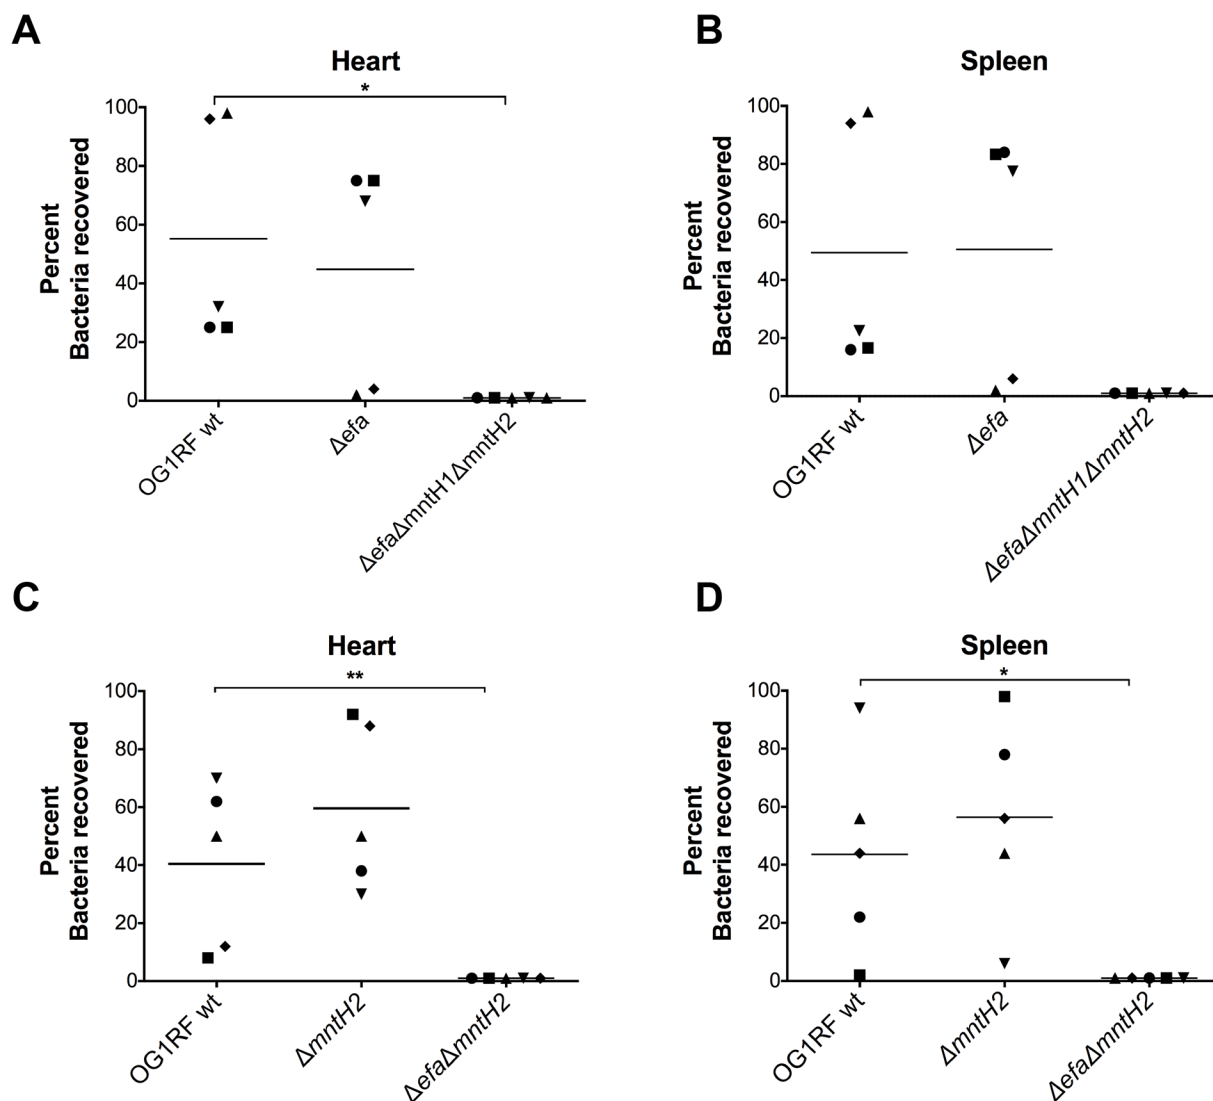 A
Heart
*
Percent
Bacteria recovered
100
80
60
40
20
0
OG1RF wt
Δefa
ΔefaΔmntH1ΔmntH2
B
Spleen
Percent
Bacteria recovered
100
80
60
40
20
0
OG1RF wt
Δefa
ΔefaΔmntH1ΔmntH2
C
Heart
**
Percent
Bacteria recovered
100
80
60
40
20
0
OG1RF wt
ΔmntH2
ΔefaΔmntH2
D
Spleen
*
Percent
Bacteria recovered
100
80
60
40
20
0
OG1RF wt
ΔmntH2
ΔefaΔmntH2